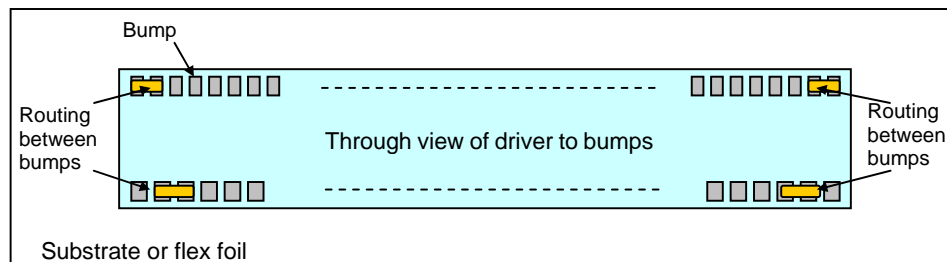 Bump
Routing
between
bumps
Through view of driver to bumps
Routing
between
bumps
Substrate or flex foil